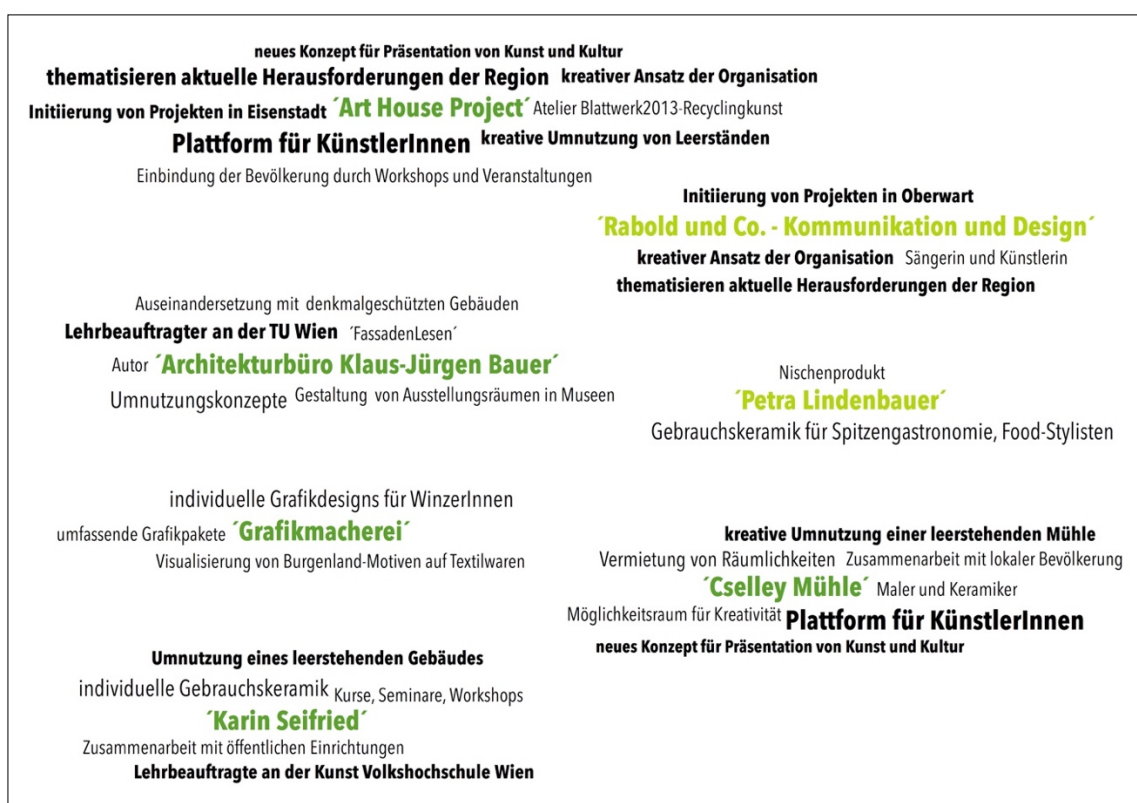 neues Konzept für Präsentation von Kunst und Kultur
thematisieren aktuelle Herausforderungen der Region kreativer Ansatz der Organisation
Initiierung von Projekten in Eisenstadt ´Art House Project´ Atelier Blattwerk2013-Recyclingkunst
Plattform für KünstlerInnen kreative Umnutzung von Leerständen
Einbindung der Bevölkerung durch Workshops und Veranstaltungen
Initiierung von Projekten in Oberwart
´Rabold und Co. - Kommunikation und Design´
kreativer Ansatz der Organisation Sängerin und Künstlerin
thematisieren aktuelle Herausforderungen der Region
Auseinandersetzung mit denkmalgeschützten Gebäuden
Lehrbeauftragter an der TU Wien ´FassadenLesen´
Autor ´Architekturbüro Klaus-Jürgen Bauer´
Umnutzungskonzepte Gestaltung von Ausstellungsräumen in Museen
Nischenprodukt
´Petra Lindenbauer´
Gebrauchskeramik für Spitzengastronomie, Food-Stylisten
individuelle Grafikdesigns für WinzerInnen
umfassende Grafikpakete ´Grafikmacherei´
Visualisierung von Burgenland-Motiven auf Textilwaren
kreative Umnutzung einer leerstehenden Mühle
Vermietung von Räumlichkeiten Zusammenarbeit mit lokaler Bevölkerung
´Cselley Mühle´ Maler und Keramiker
Möglichkeitsraum für Kreativität Plattform für KünstlerInnen
neues Konzept für Präsentation von Kunst und Kultur
Umnutzung eines leerstehenden Gebäudes
individuelle Gebrauchskeramik Kurse, Seminare, Workshops
´Karin Seifried´
Zusammenarbeit mit öffentlichen Einrichtungen
Lehrbeauftragte an der Kunst Volkshochschule Wien